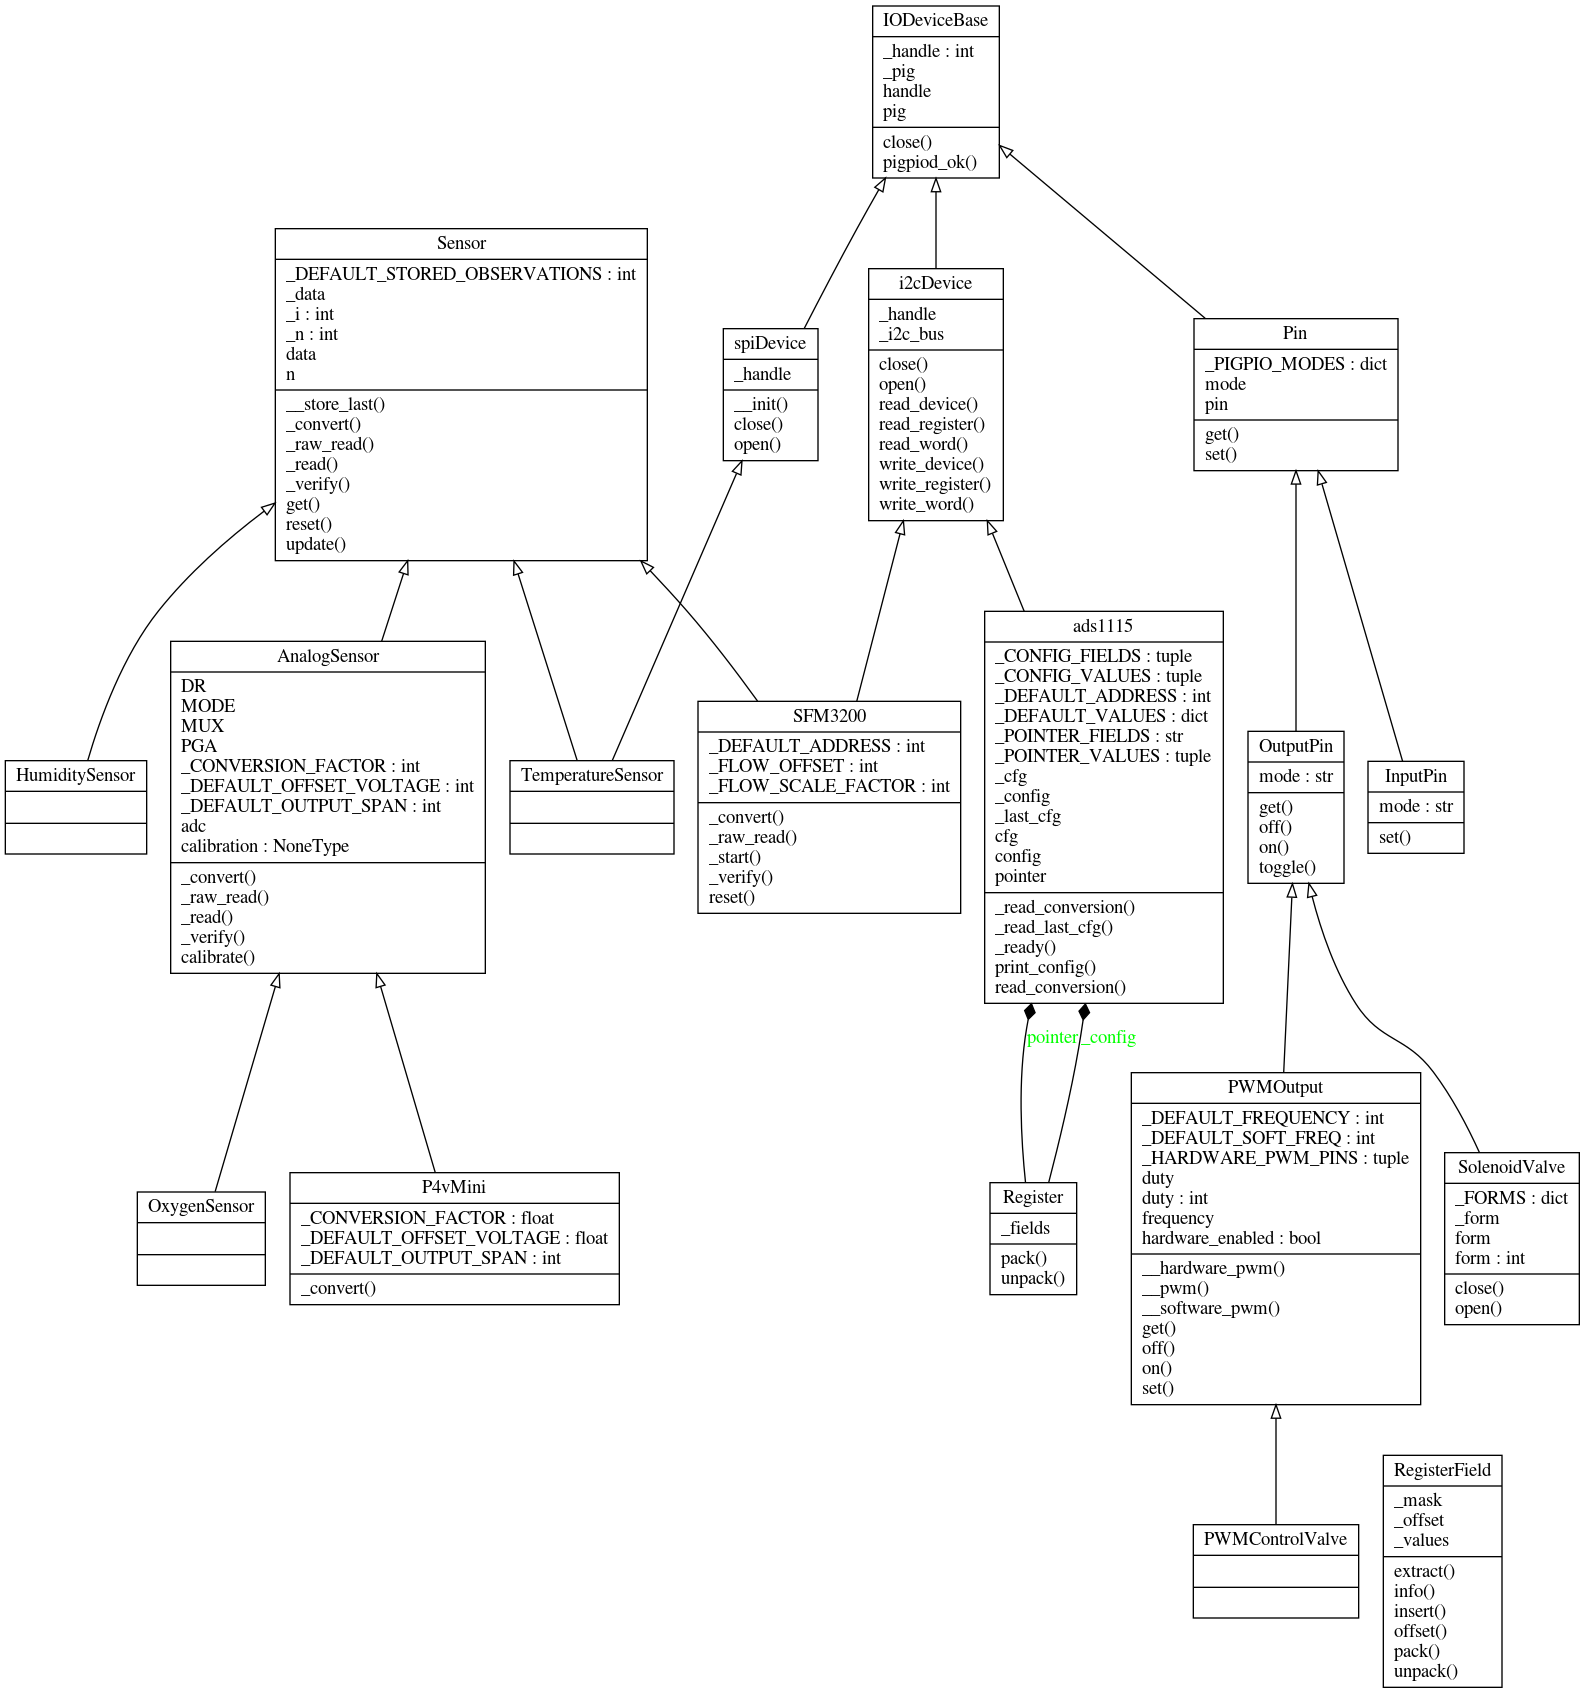 IODeviceBase
_handle : int
_pig
handle
pig
close()
pigpiod_ok()
Sensor
_DEFAULT_STORED_OBSERVATIONS : int
_data
_i : int
_n : int
data
n
__store_last()
_convert()
_raw_read()
_read()
_verify()
get()
reset()
update()
spiDevice
_handle
__init()
close()
open()
i2cDevice
_handle
_i2c_bus
close()
open()
read_device()
read_register()
read_word()
write_device()
write_register()
write_word()
Pin
_PIGPIO_MODES : dict
mode
pin
get()
set()
HumiditySensor
AnalogSensor
DR
MODE
MUX
PGA
_CONVERSION_FACTOR : int
_DEFAULT_OFFSET_VOLTAGE : int
_DEFAULT_OUTPUT_SPAN : int
adc
calibration : NoneType
_convert()
_raw_read()
_read()
_verify()
calibrate()
TemperatureSensor
SFM3200
_DEFAULT_ADDRESS : int
_FLOW_OFFSET : int
_FLOW_SCALE_FACTOR : int
_convert()
_raw_read()
_start()
_verify()
reset()
ads1115
_CONFIG_FIELDS : tuple
_CONFIG_VALUES : tuple
_DEFAULT_ADDRESS : int
_DEFAULT_VALUES : dict
_POINTER_FIELDS : str
_POINTER_VALUES : tuple
_cfg
_config
_last_cfg
cfg
config
pointer
_read_conversion()
_read_last_cfg()
_ready()
print_config()
read_conversion()
OutputPin
mode : str
get()
off()
on()
toggle()
InputPin
mode : str
set()
pointer
_config
OxygenSensor
P4vMini
_CONVERSION_FACTOR : float
_DEFAULT_OFFSET_VOLTAGE : float
_DEFAULT_OUTPUT_SPAN : int
_convert()
Register
_fields
pack()
unpack()
PWMOutput
_DEFAULT_FREQUENCY : int
_DEFAULT_SOFT_FREQ : int
_HARDWARE_PWM_PINS : tuple
duty
duty : int
frequency
hardware_enabled : bool
__hardware_pwm()
__pwm()
__software_pwm()
get()
off()
on()
set()
SolenoidValve
_FORMS : dict
_form
form
form : int
close()
open()
PWMControlValve
RegisterField
_mask
_offset
_values
extract()
info()
insert()
offset()
pack()
unpack()